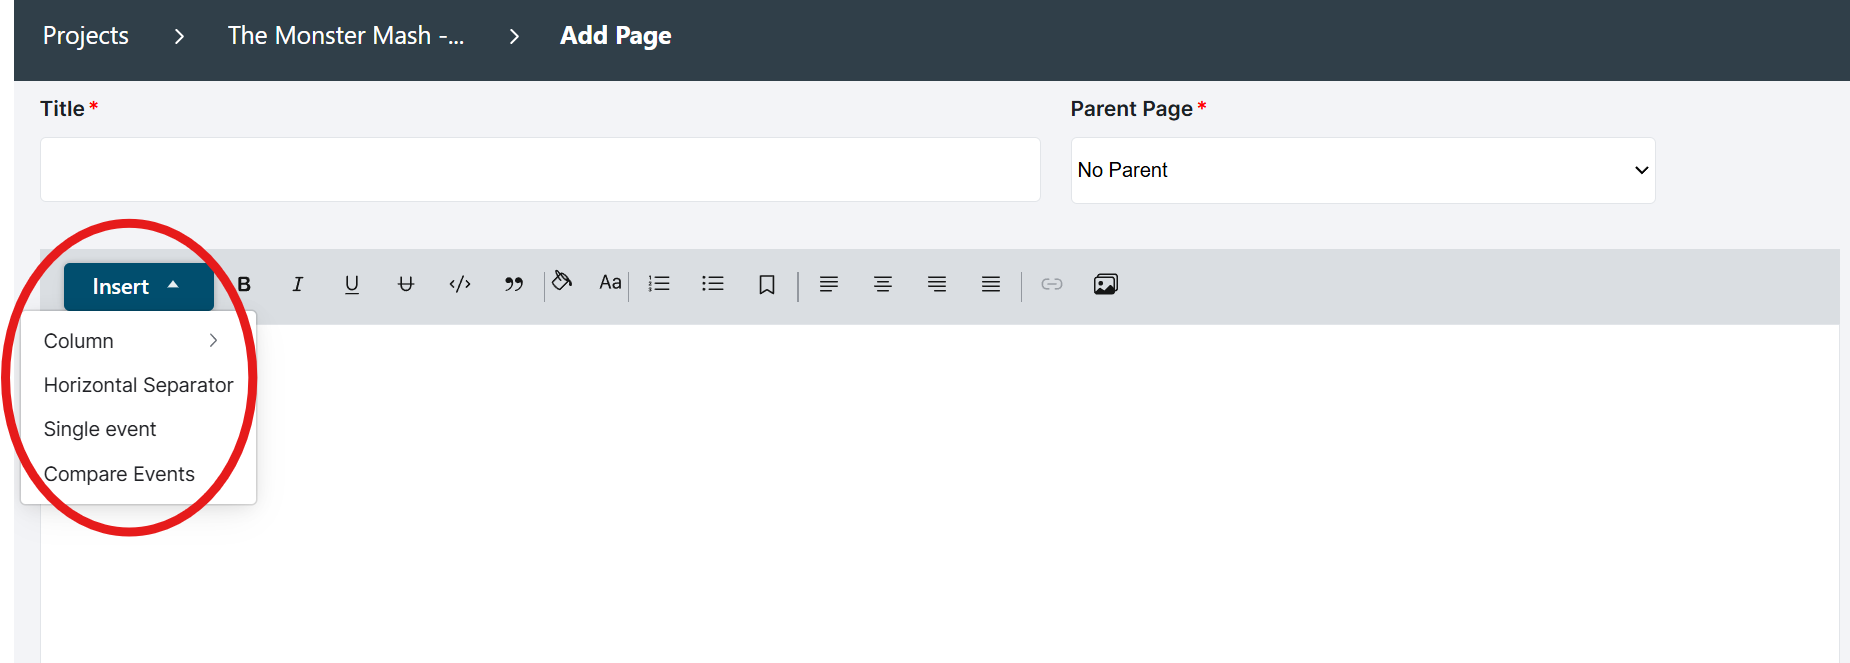 Projects > The Monster Mash -... > Add Page
Title *
Parent Page *
No Parent
Insert B I U U </> Aa
Column >
Horizontal Separator
Single event
Compare Events